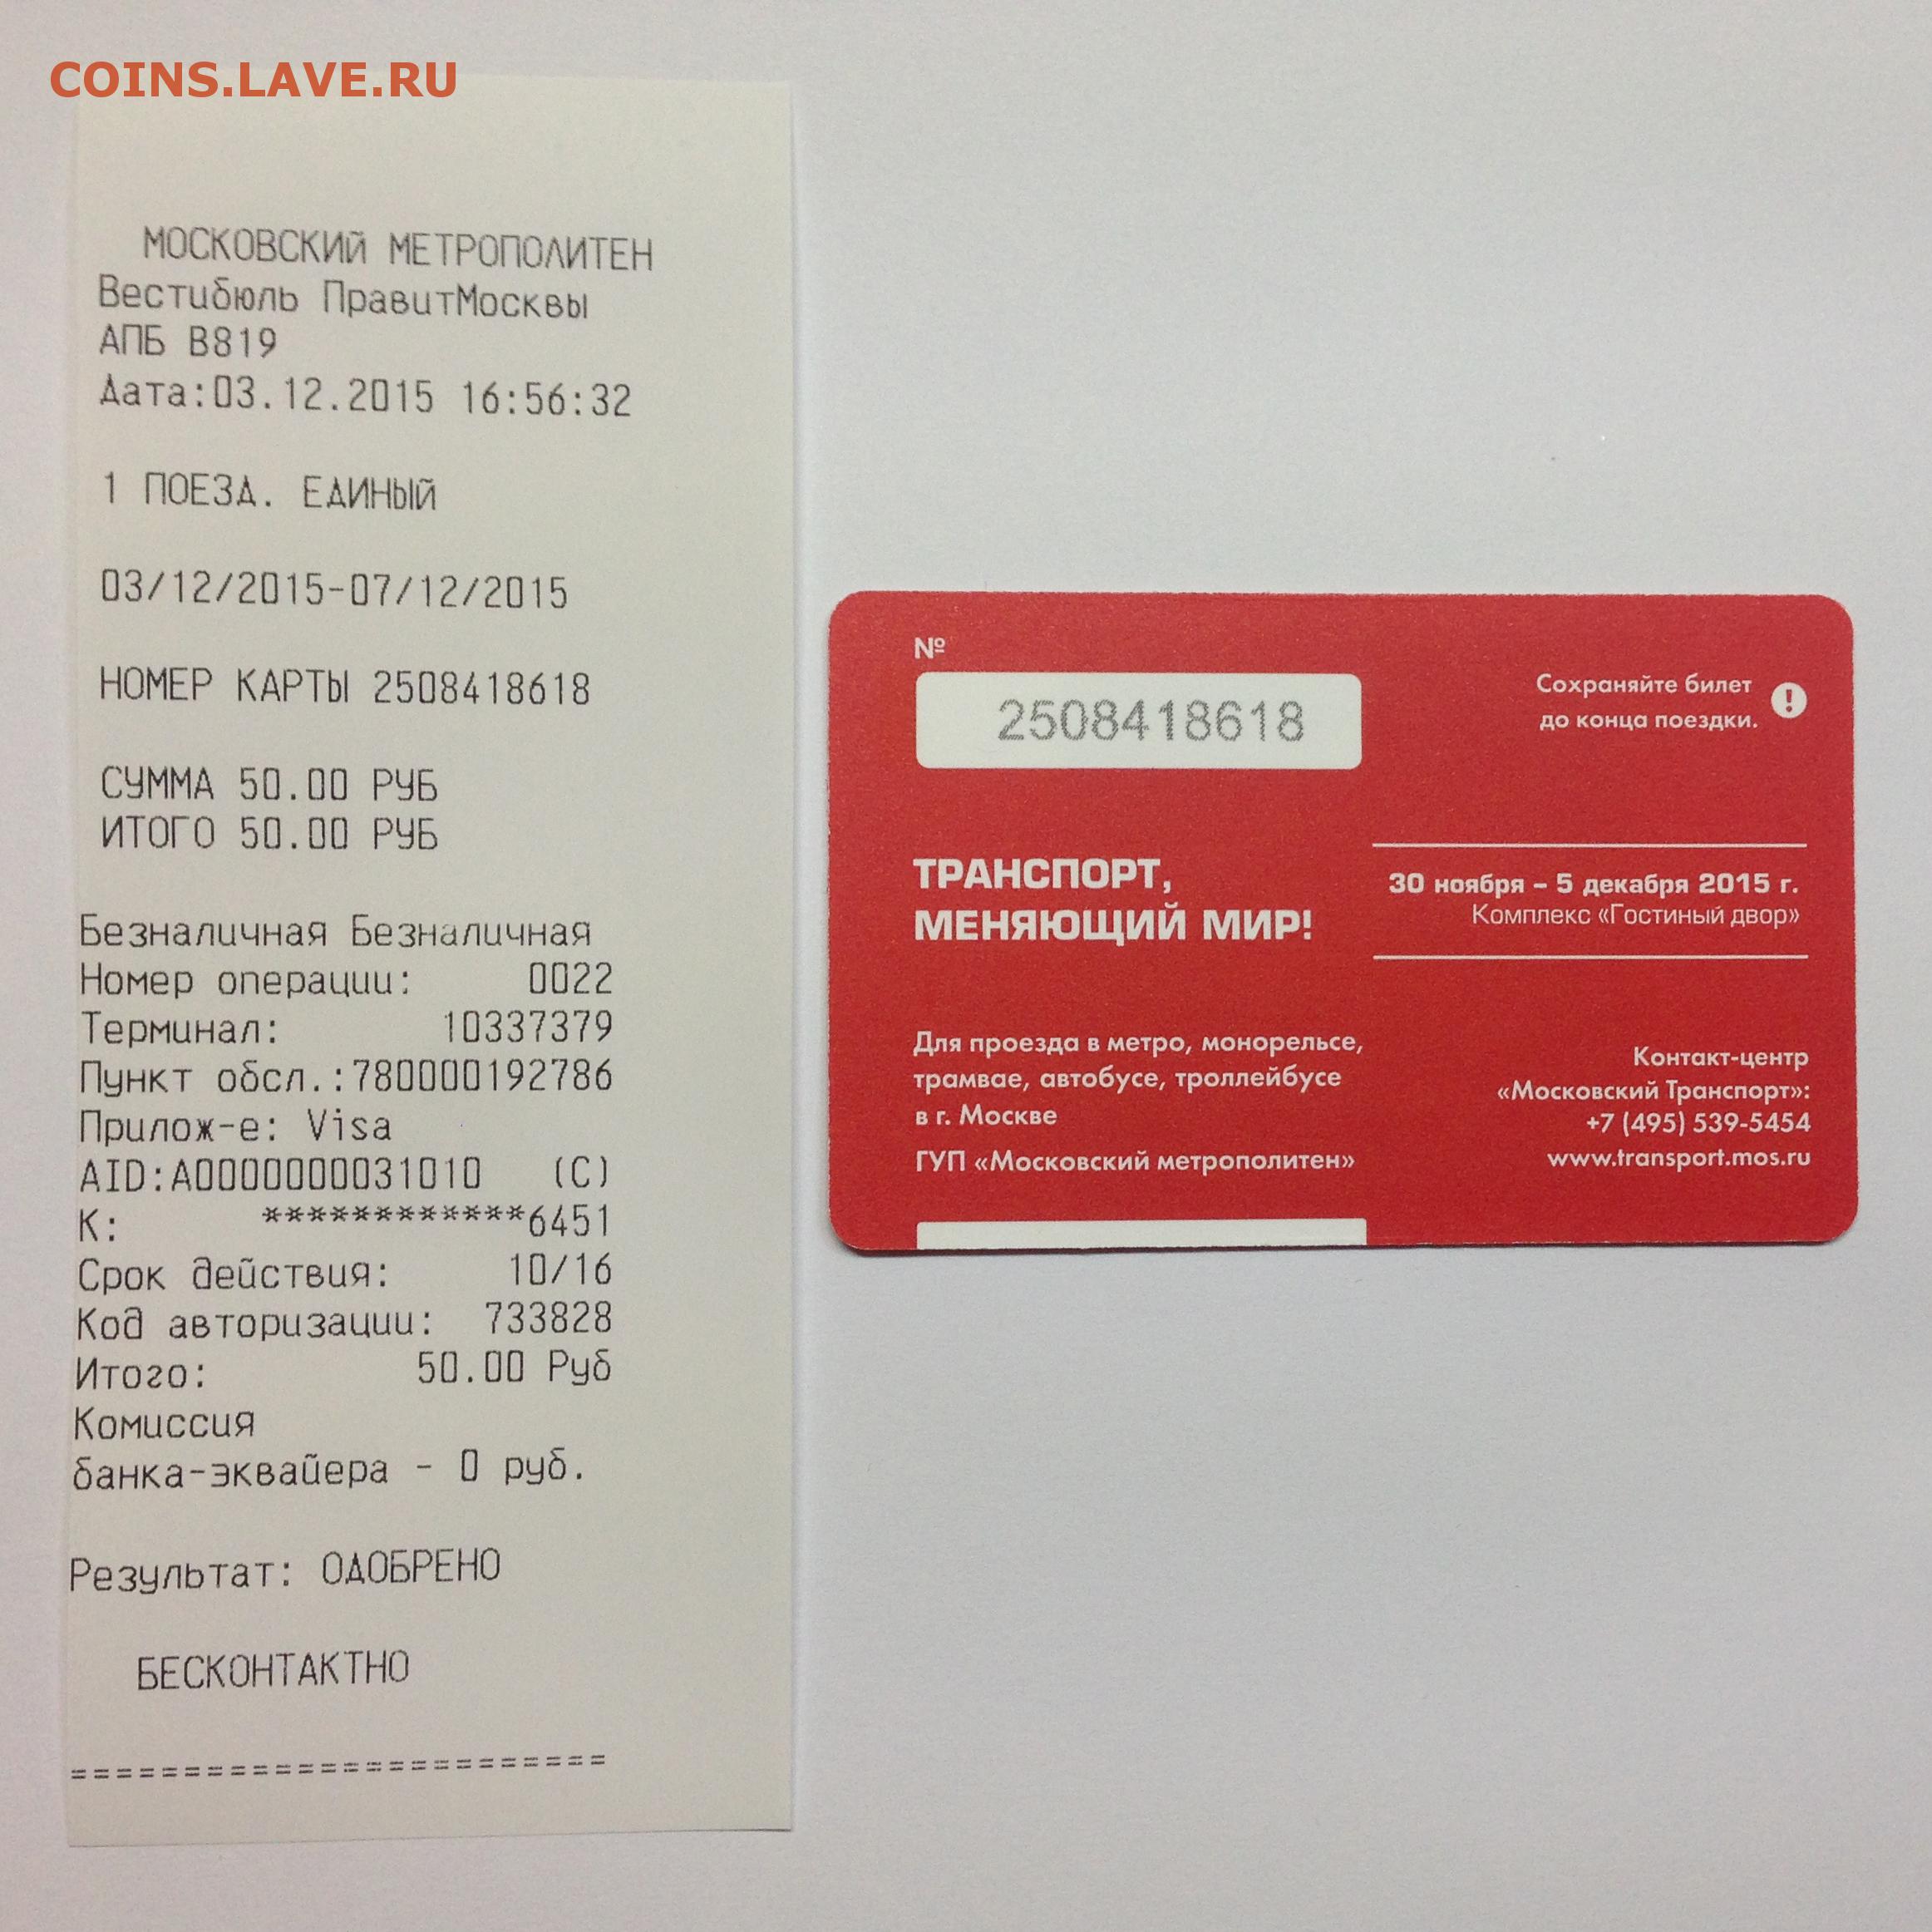 COINS.LAVE.RU
МОСКОВСКИЙ МЕТРОПОЛИТЕН
Вестибюль ПравитМосквы
АПБ В819
Дата:03.12.2015 16:56:32
1 ПОЕЗД. ЕДИНЫЙ
03/12/2015-07/12/2015
НОМЕР КАРТЫ 2508418618
СУММА 50.00 РУБ
ИТОГО 50.00 РУБ
Безналичная Безналичная
Номер операции: 0022
Терминал: 10337379
Пункт обсл.:780000192786
Прилож-е: Visa
AID:A0000000031010 (C)
К: ************6451
Срок действия: 10/16
Код авторизации: 733828
Итого: 50.00 Руб
Комиссия
банка-эквайера - 0 руб.
Результат: ОДОБРЕНО
БЕСКОНТАКТНО
========================
№
2508418618
Сохраняйте билет
до конца поездки.
!
ТРАНСПОРТ,
МЕНЯЮЩИЙ МИР!
30 ноября – 5 декабря 2015 г.
Комплекс «Гостиный двор»
Для проезда в метро, монорельсе,
трамвае, автобусе, троллейбусе
в г. Москве
ГУП «Московский метрополитен»
Контакт-центр
«Московский Транспорт»:
+7 (495) 539-5454
www.transport.mos.ru